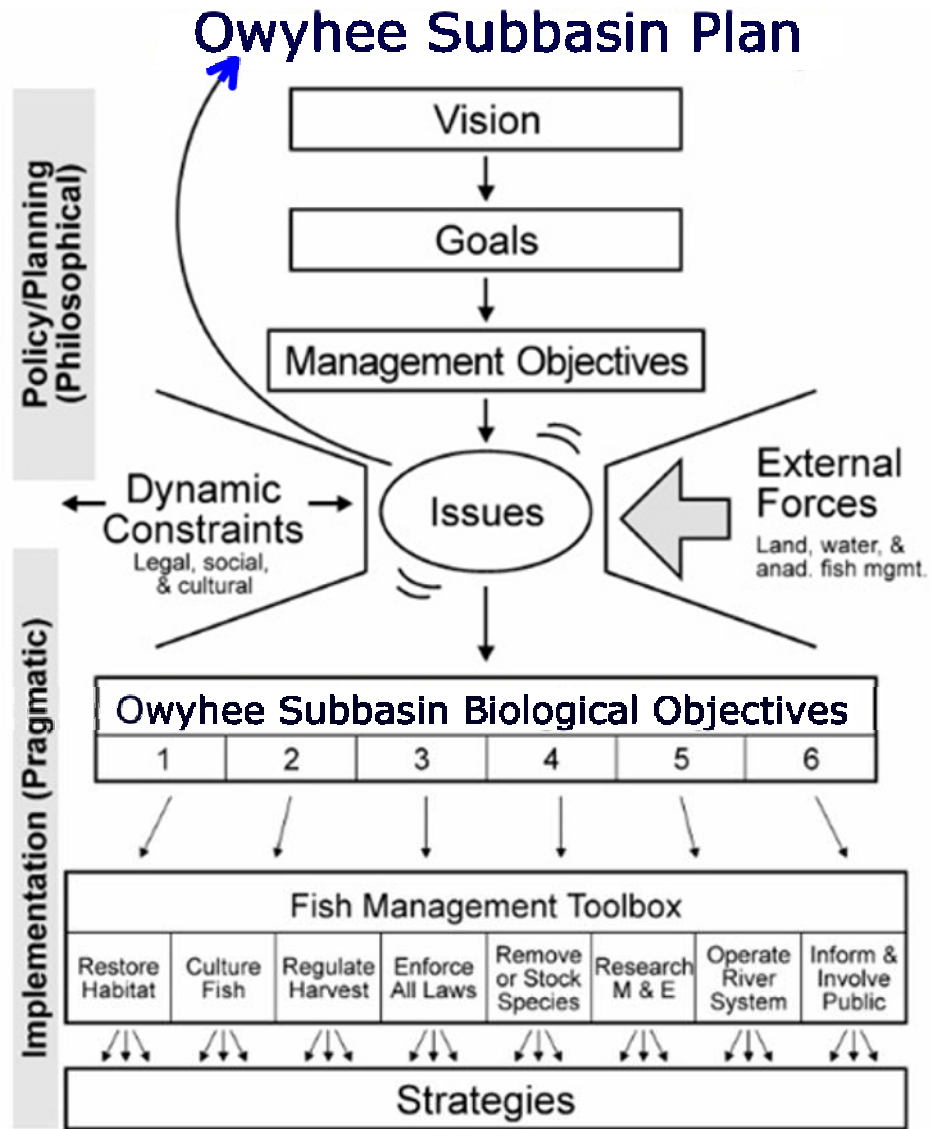 Owyhee Subbasin Plan
Policy/Planning
(Philosophical)
Vision
Goals
Management Objectives
Dynamic
Constraints
Legal, social,
& cultural
Issues
External
Forces
Land, water, &
anad. fish mgmt.
Implementation (Pragmatic)
Owyhee Subbasin Biological Objectives
1 2 3 4 5 6
Fish Management Toolbox
Restore
Habitat
Culture
Fish
Regulate
Harvest
Enforce
All Laws
Remove
or Stock
Species
Research
M & E
Operate
River
System
Inform &
Involve
Public
Strategies